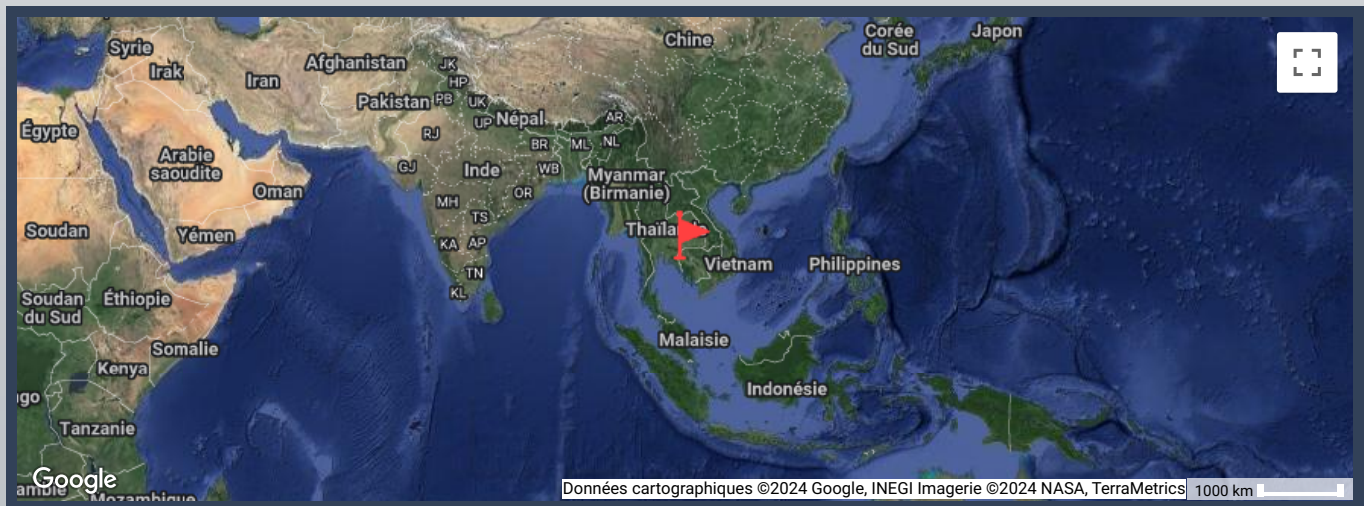 Corée
du Sud
Japon
Chine
Syrie
Afghanistan
JK
Irak
Iran
HP
Pakistan
PB
UK
UP
Népal
AR
Égypte
RJ
BR
ML
NL
Arabie
saoudite
GJ
Inde
WB
Myanmar
(Birmanie)
Oman
MH
OR
TS
Soudan
Yémen
KA
AP
Vietnam
Philippines
TN
KL
Soudan
du Sud
Éthiopie
Malaisie
Somalie
Kenya
Indonésie
Tanzanie
Google
Mozambique
Données cartographiques ©2024 Google, INEGI Imagerie ©2024 NASA, TerraMetrics
1000 km